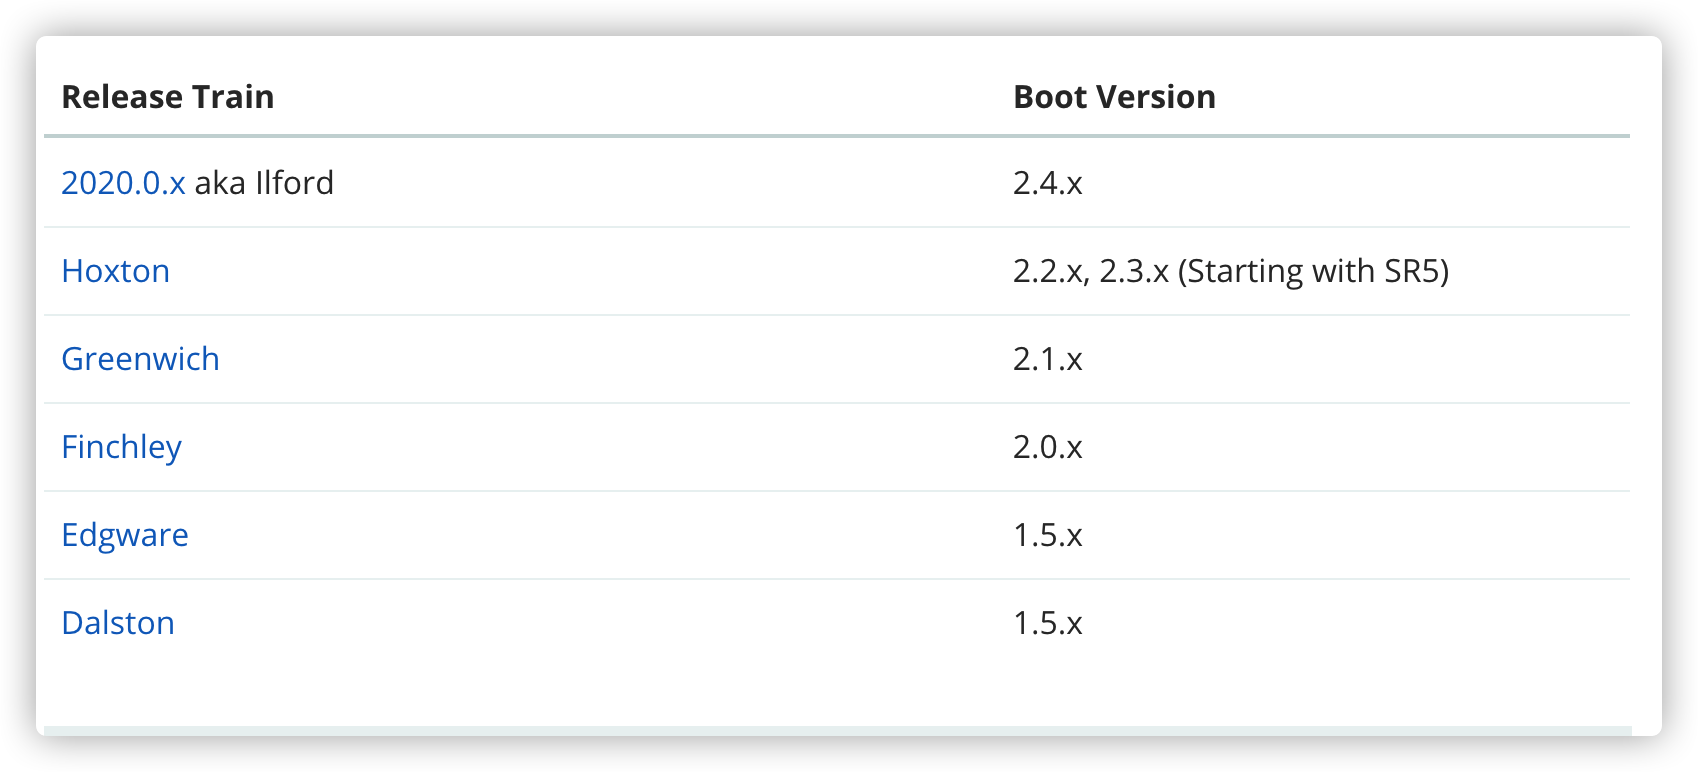 Release Train Boot Version
2020.0.x aka Ilford 2.4.x
Hoxton 2.2.x, 2.3.x (Starting with SR5)
Greenwich 2.1.x
Finchley 2.0.x
Edgware 1.5.x
Dalston 1.5.x